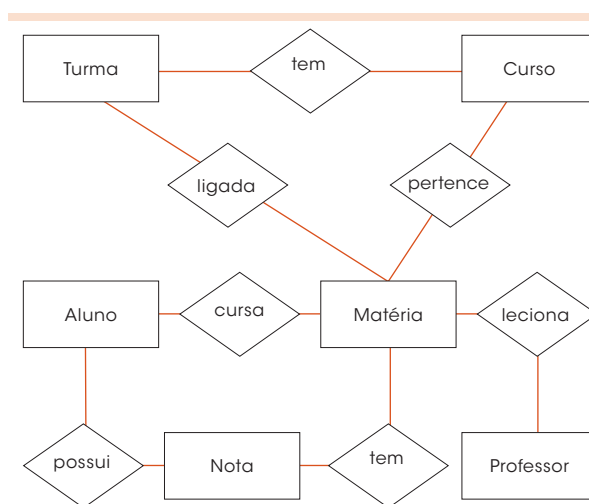 Turma
tem
Curso
ligada
pertence
Aluno
cursa
Matéria
leciona
possui
Nota
tem
Professor